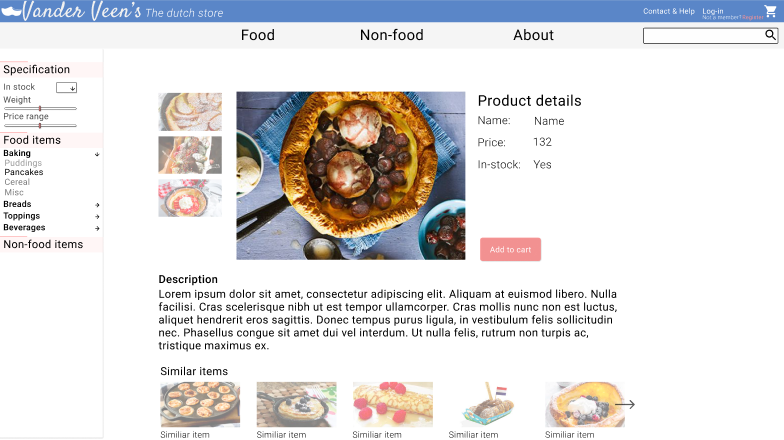 Vander Veen's The dutch store
Contact & Help Log-in
Not a member? Register
Food Non-food About
Specification
In stock
Weight
Price range
Food items
Baking
Puddings
Pancakes
Cereal
Misc
Breads
Toppings
Beverages
Non-food items
Product details
Name: Name
Price: 132
In-stock: Yes
Add to cart
Description
Lorem ipsum dolor sit amet, consectetur adipiscing elit. Aliquam at euismod libero. Nulla
facilisi. Cras scelerisque nibh ut est tempor ullamcorper. Cras mollis nunc non est luctus,
aliquet hendrerit eros sagittis. Donec tempus purus ligula, in vestibulum felis sollicitudin
nec. Phasellus congue sit amet dui vel interdum. Ut nulla felis, rutrum non turpis ac,
tristique maximus ex.
Similar items
Similiar item Similiar item Similiar item Similiar item Similiar item